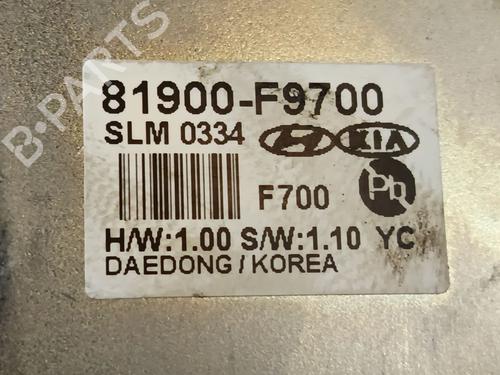 81900-F9700
SLM 0334
KIA
F700
Pb
H/W:1.00 S/W:1.10 YC
DAEDONG / KOREA
B-PARTS